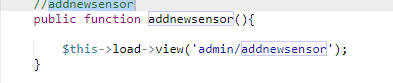 //addnewsensor
public function addnewsensor(){
$this->load->view('admin/addnewsensor');
}